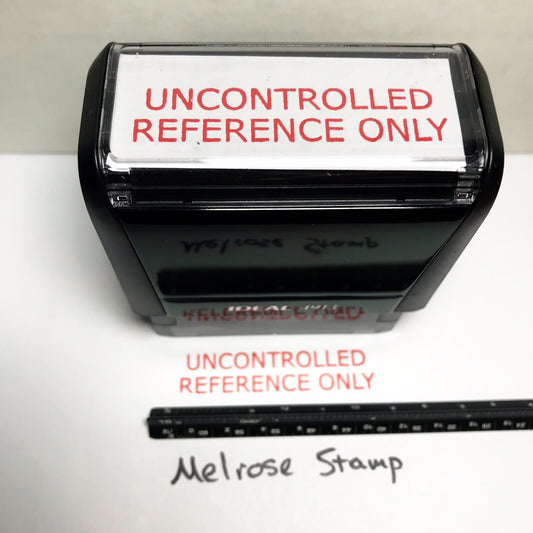 UNCONTROLLED
REFERENCE ONLY
UNCONTROLLED
REFERENCE ONLY
Melrose Stamp